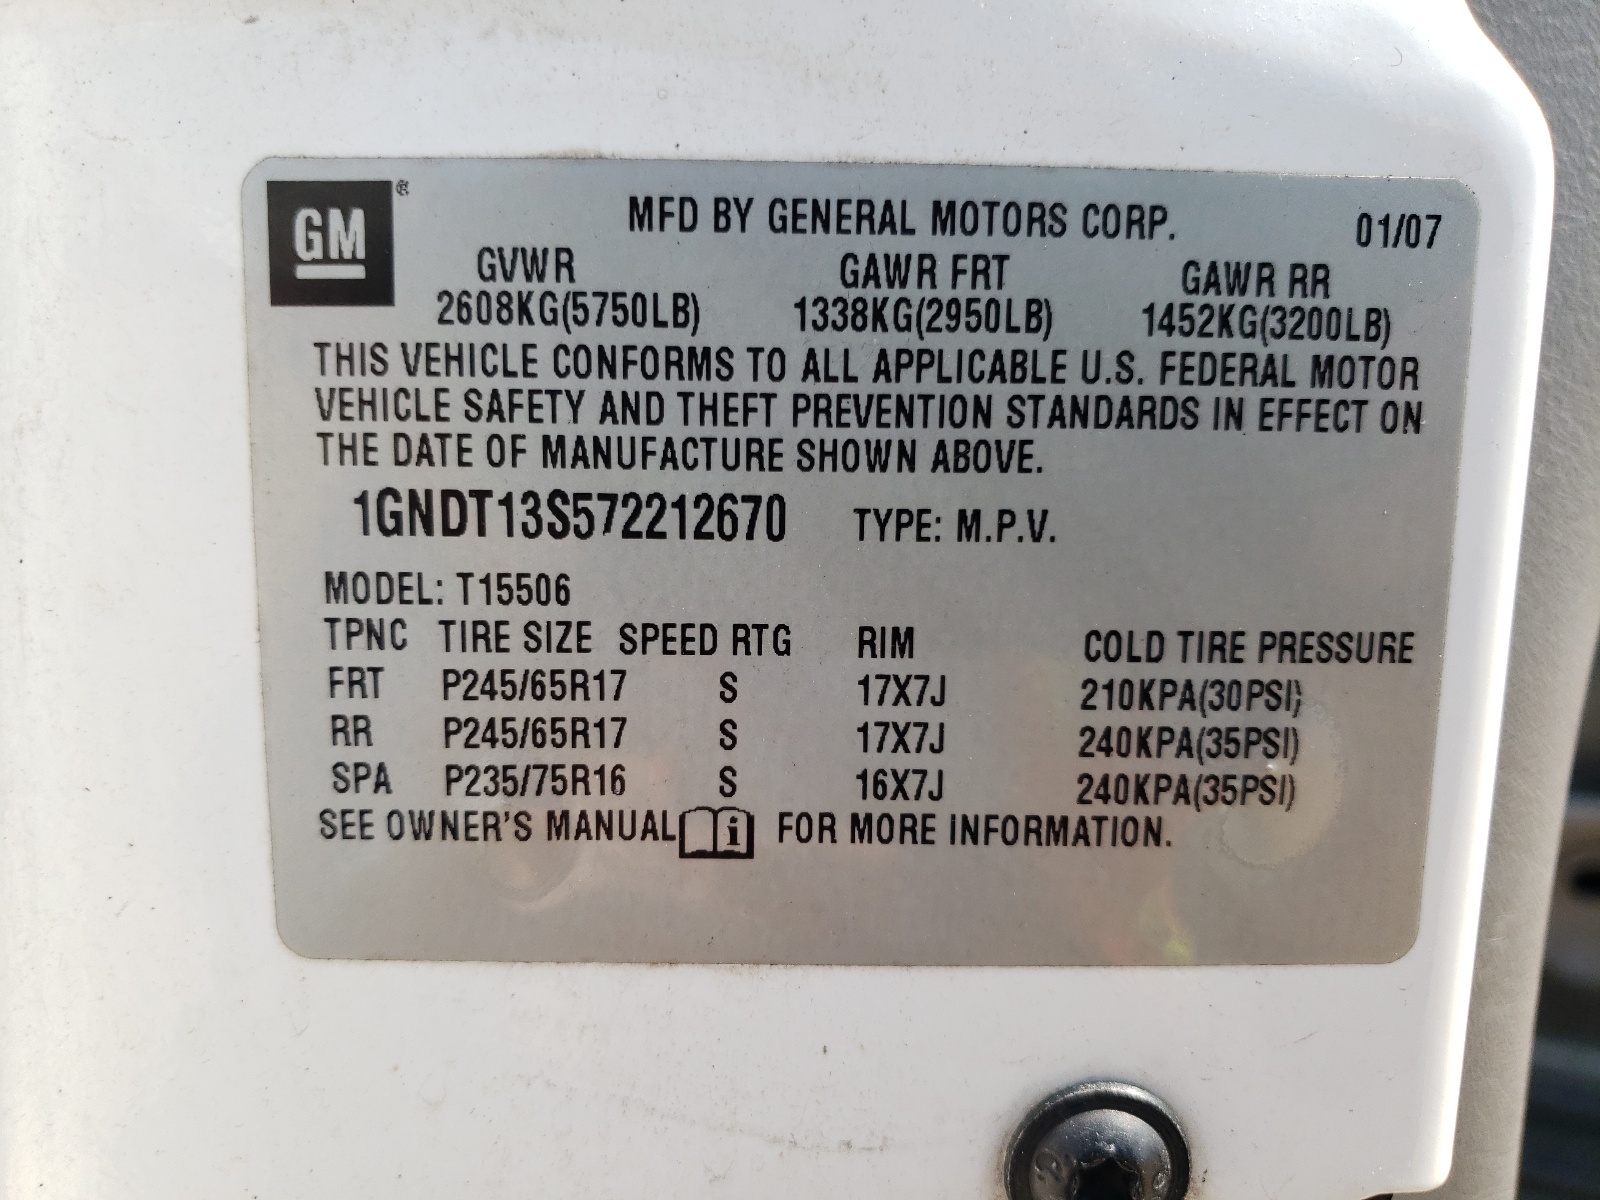 GM®
MFD BY GENERAL MOTORS CORP. 01/07
GVWR GAWR FRT GAWR RR
2608KG(5750LB) 1338KG(2950LB) 1452KG(3200LB)
THIS VEHICLE CONFORMS TO ALL APPLICABLE U.S. FEDERAL MOTOR
VEHICLE SAFETY AND THEFT PREVENTION STANDARDS IN EFFECT ON
THE DATE OF MANUFACTURE SHOWN ABOVE.
1GNDT13S572212670 TYPE: M.P.V.
MODEL: T15506
TPNC TIRE SIZE SPEED RTG RIM COLD TIRE PRESSURE
FRT P245/65R17 S 17X7J 210KPA(30PSI)
RR P245/65R17 S 17X7J 240KPA(35PSI)
SPA P235/75R16 S 16X7J 240KPA(35PSI)
SEE OWNER'S MANUAL i FOR MORE INFORMATION.